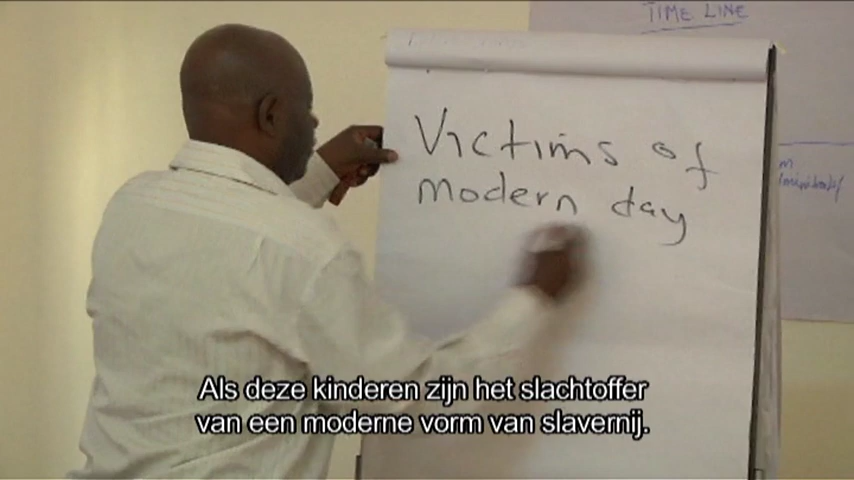 TIME LINE
Victims of
modern day
Als deze kinderen zijn het slachtoffer
van een moderne vorm van slavernij.